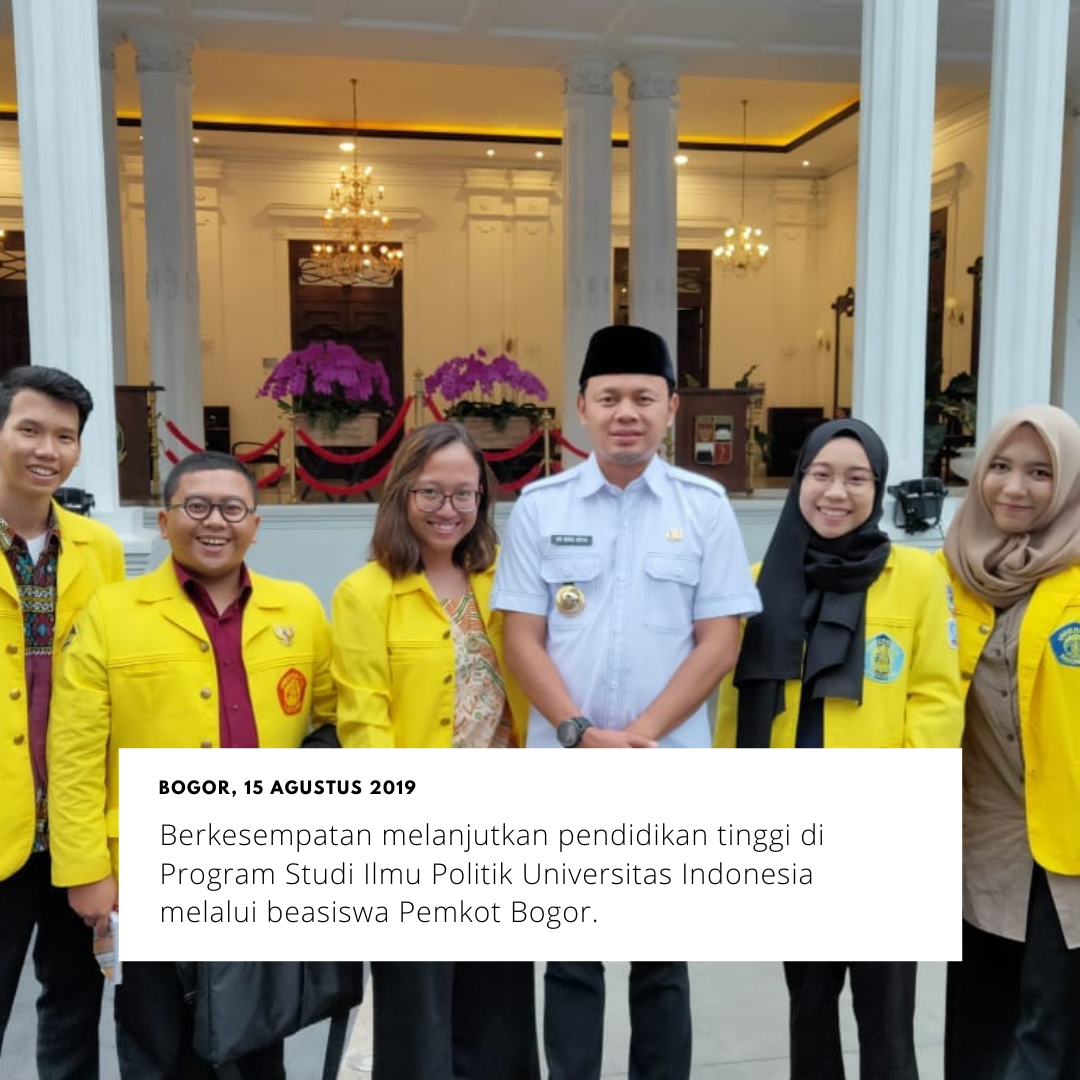 BOGOR, 15 AGUSTUS 2019
Berkesempatan melanjutkan pendidikan tinggi di
Program Studi Ilmu Politik Universitas Indonesia
melalui beasiswa Pemkot Bogor.